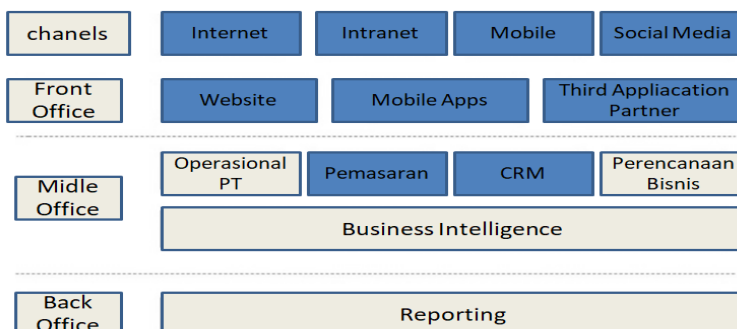 chanels
Internet
Intranet
Mobile
Social Media
Front
Office
Website
Mobile Apps
Third Appliacation
Partner
Midle
Office
Operasional
PT
Pemasaran
CRM
Perencanaan
Bisnis
Business Intelligence
Back
Office
Reporting